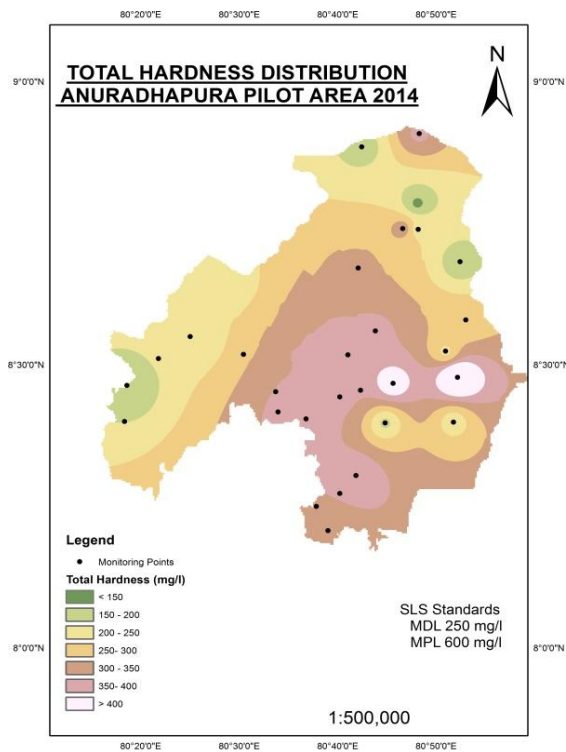 80°20'0"E 80°30'0"E 80°40'0"E 80°50'0"E
9°0'0"N 9°0'0"N
TOTAL HARDNESS DISTRIBUTION
ANURADHAPURA PILOT AREA 2014
N
8°30'0"N 8°30'0"N
Legend
Monitoring Points
Total Hardness (mg/l)
< 150
150 - 200
200 - 250
250- 300
300 - 350
350- 400
> 400
SLS Standards
MDL 250 mg/l
MPL 600 mg/l
8°0'0"N 8°0'0"N
1:500,000
80°20'0"E 80°30'0"E 80°40'0"E 80°50'0"E